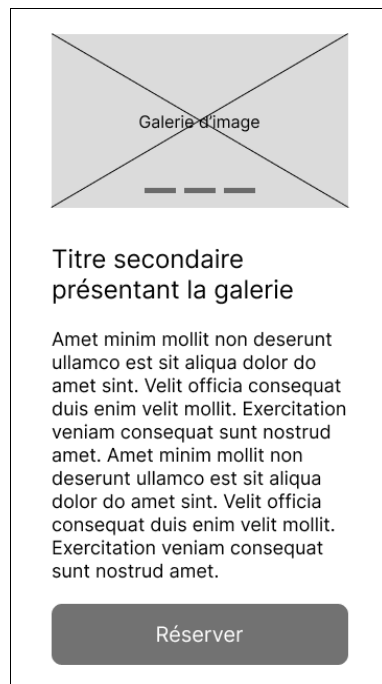 Galerie d'image
Titre secondaire
présentant la galerie
Amet minim mollit non deserunt
ullamco est sit aliqua dolor do
amet sint. Velit officia consequat
duis enim velit mollit. Exercitation
veniam consequat sunt nostrud
amet. Amet minim mollit non
deserunt ullamco est sit aliqua
dolor do amet sint. Velit officia
consequat duis enim velit mollit.
Exercitation veniam consequat
sunt nostrud amet.
Réserver